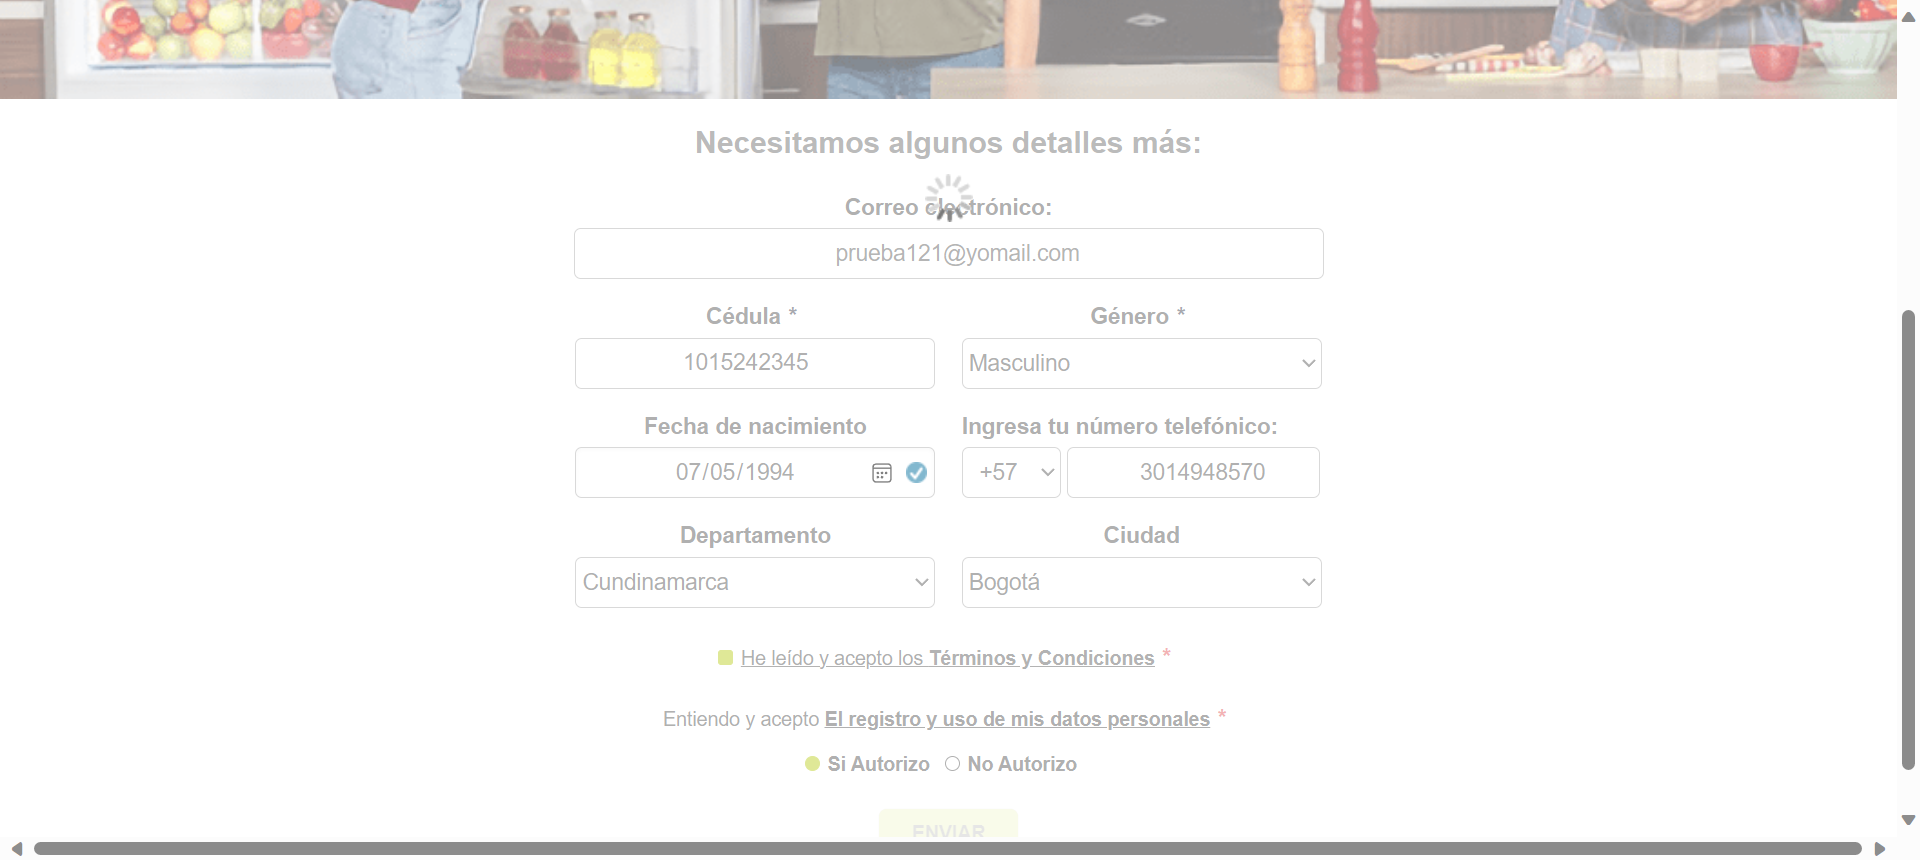 Necesitamos algunos detalles más:
Correo electrónico:
prueba121@yomail.com
Cédula *
Género *
1015242345
Masculino
Fecha de nacimiento
Ingresa tu número telefónico:
07/05/1994
+57
3014948570
Departamento
Ciudad
Cundinamarca
Bogotá
He leído y acepto los Términos y Condiciones *
Entiendo y acepto El registro y uso de mis datos personales *
Si Autorizo
No Autorizo
ENVIAR